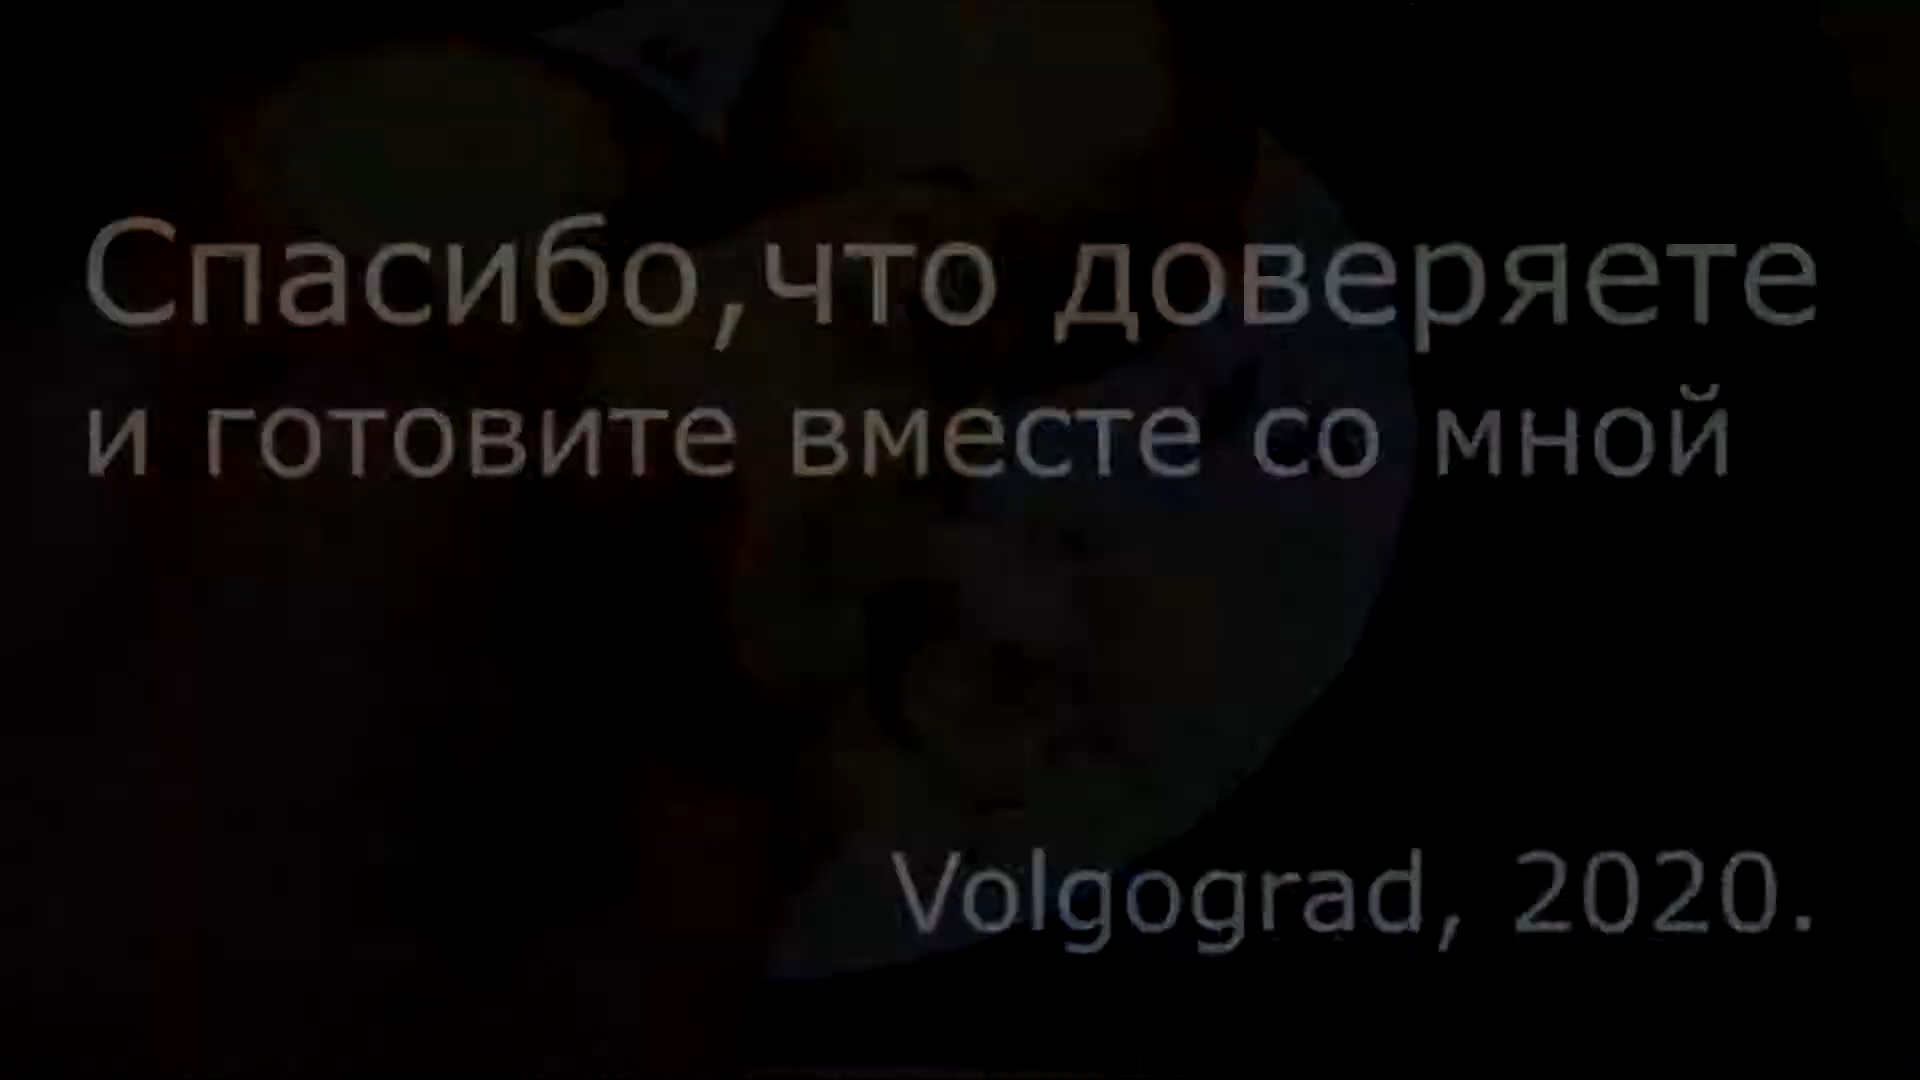 Спасибо,что доверяете
и готовите вместе со мной
Volgograd, 2020.